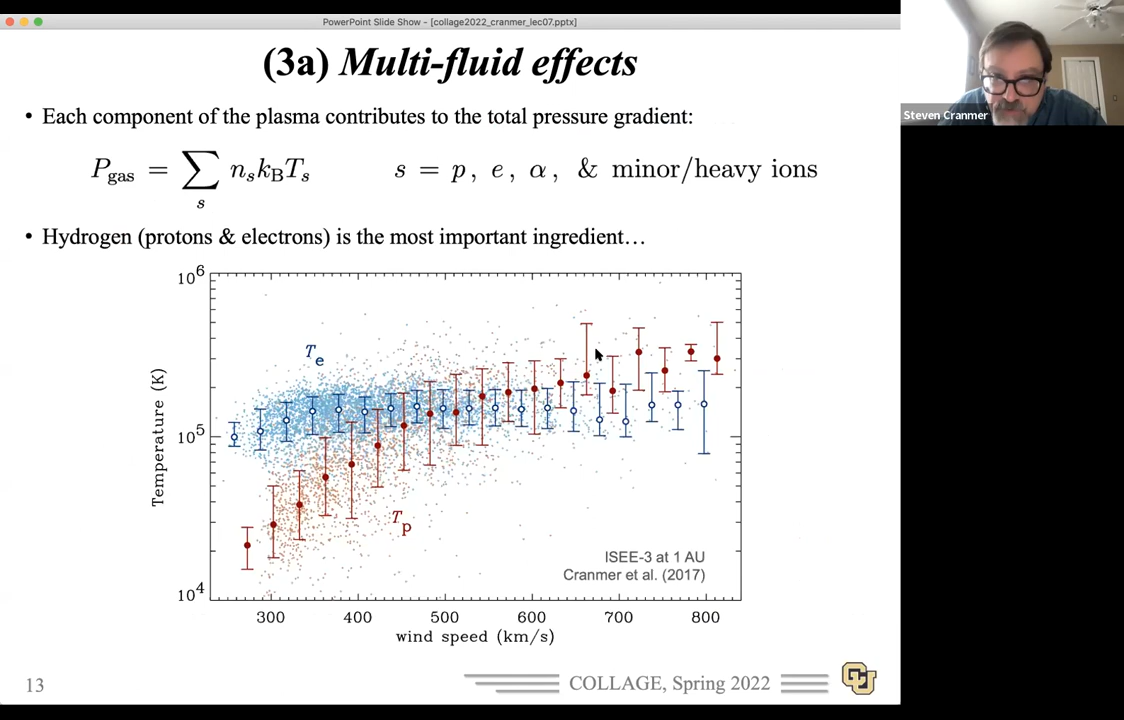 PowerPoint Slide Show - [collage2022_cranmer_lec07.pptx]
(3a) Multi-fluid effects
Steven Cranmer
• Each component of the plasma contributes to the total pressure gradient:
P_gas = ∑_s n_s k_B T_s    s = p, e, α, & minor/heavy ions
• Hydrogen (protons & electrons) is the most important ingredient…
10^6
T_e
Temperature (K)
10^5
T_p
ISEE-3 at 1 AU
Cranmer et al. (2017)
10^4
300 400 500 600 700 800
wind speed (km/s)
13
COLLAGE, Spring 2022
CU